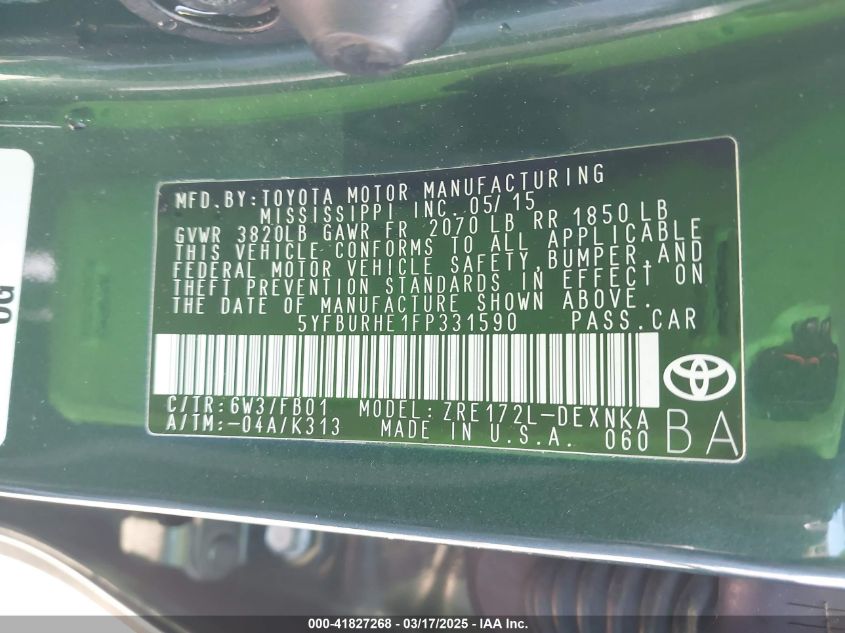 MFD.BY:TOYOTA MOTOR MANUFACTURING
MISSISSIPPI INC. 05/15
GVWR 3820LB GAWR FR 2070 LB RR 1850 LB
THIS VEHICLE CONFORMS TO ALL APPLICABLE
FEDERAL MOTOR VEHICLE SAFETY,BUMPER,AND
THEFT PREVENTION STANDARDS IN EFFECT ON
THE DATE OF MANUFACTURE SHOWN ABOVE.
5YFBURHE1FP331590 PASS.CAR
C/TR:6W3/FB01 MODEL:ZRE172L-DEXNKA
A/TM:-04A/K313 MADE IN U.S.A. 060
BA
000-41827268 - 03/17/2025 - IAA Inc.